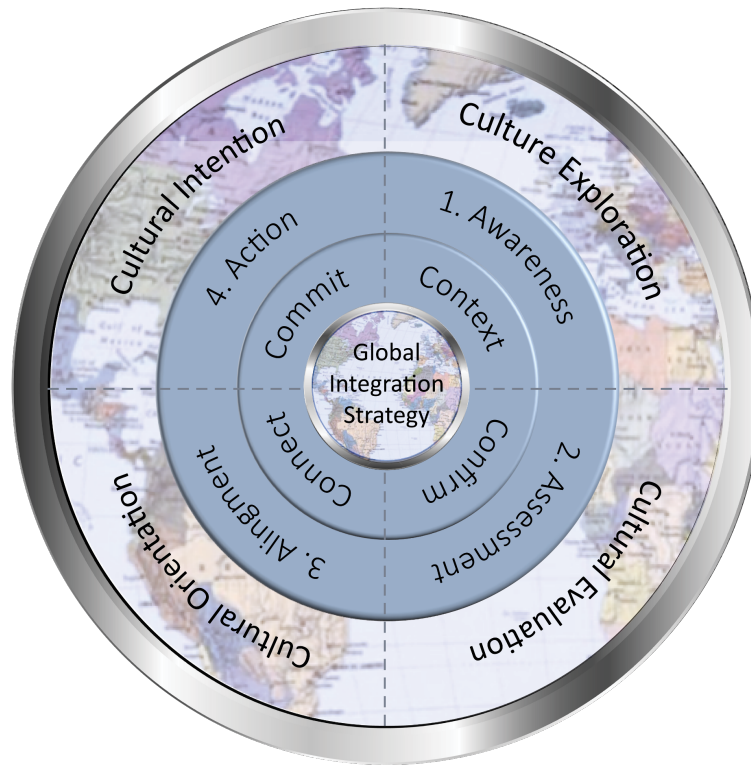 Culture Exploration
Cultural Evaluation
Cultural Orientation
Cultural Intention
1. Awareness
2. Assessment
3. Alingment
4. Action
Context
Confirm
Connect
Commit
Global
Integration
Strategy